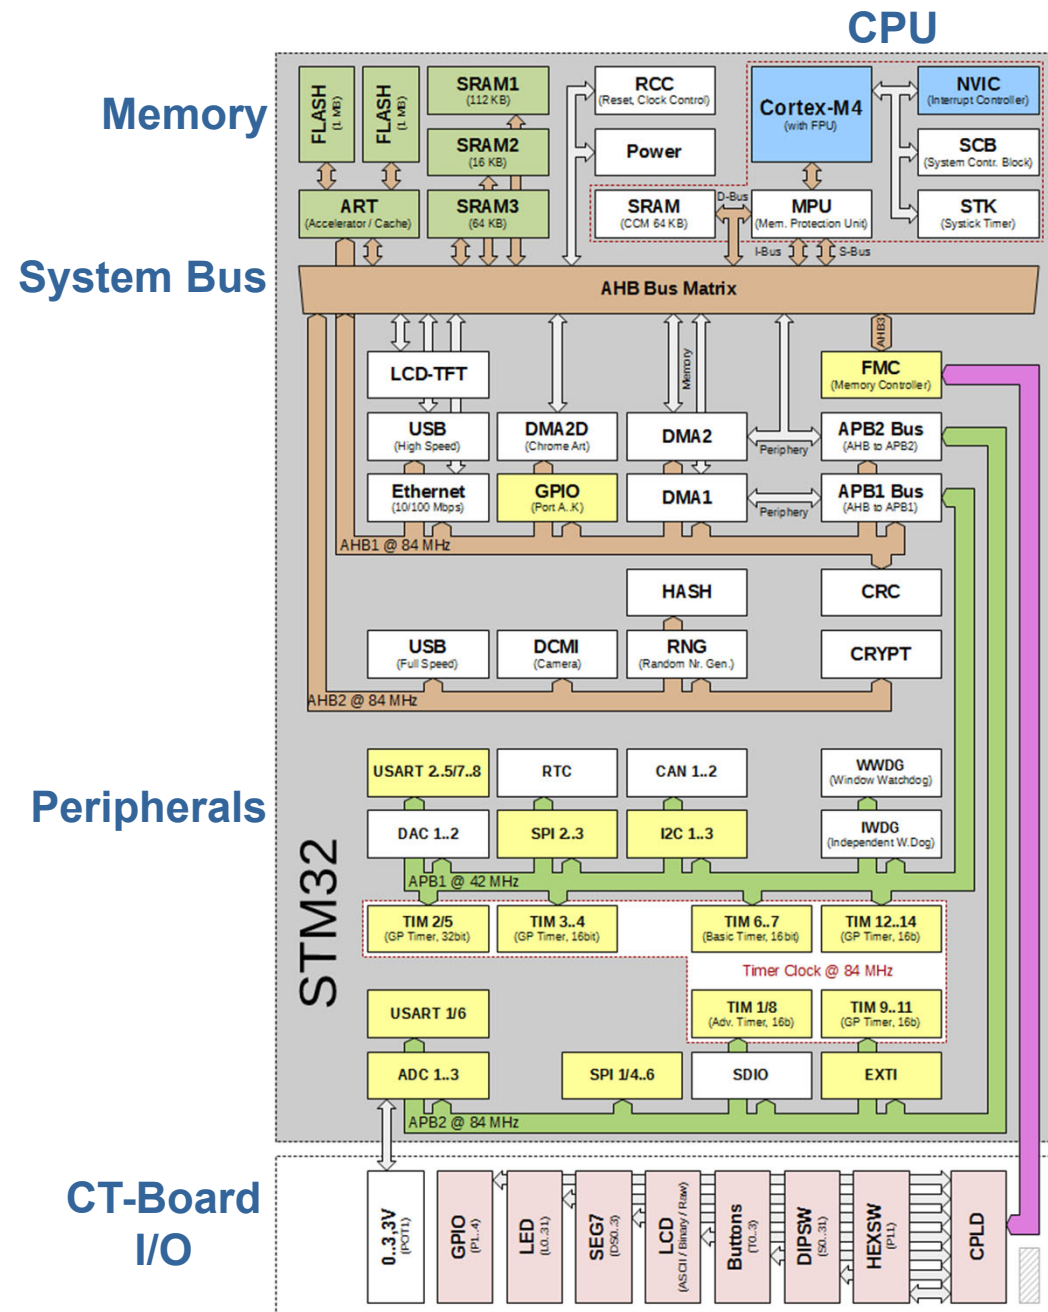 CPU
Memory
FLASH
(1 MB)
FLASH
(1 MB)
SRAM1
(112 KB)
RCC
(Reset, Clock Control)
Cortex-M4
(with FPU)
NVIC
(Interrupt Controller)
SRAM2
(16 KB)
Power
SCB
(System Contr. Block)
ART
(Accelerator / Cache)
SRAM3
(64 KB)
SRAM
(CCM 64 KB)
D-Bus
MPU
(Mem. Protection Unit)
STK
(Systick Timer)
I-Bus
S-Bus
System Bus
AHB Bus Matrix
AHB3
LCD-TFT
Memory
FMC
(Memory Controller)
USB
(High Speed)
DMA2D
(Chrome Art)
DMA2
Periphery
APB2 Bus
(AHB to APB2)
Ethernet
(10/100 Mbps)
GPIO
(Port A..K)
DMA1
Periphery
APB1 Bus
(AHB to APB1)
AHB1 @ 84 MHz
HASH
CRC
USB
(Full Speed)
DCMI
(Camera)
RNG
(Random Nr. Gen.)
CRYPT
AHB2 @ 84 MHz
Peripherals
STM32
USART 2..5/7..8
RTC
CAN 1..2
WWDG
(Window Watchdog)
DAC 1..2
SPI 2..3
I2C 1..3
IWDG
(Independent W.Dog)
APB1 @ 42 MHz
TIM 2/5
(GP Timer, 32bit)
TIM 3..4
(GP Timer, 16bit)
TIM 6..7
(Basic Timer, 16bit)
TIM 12..14
(GP Timer, 16b)
Timer Clock @ 84 MHz
USART 1/6
TIM 1/8
(Adv. Timer, 16b)
TIM 9..11
(GP Timer, 16b)
ADC 1..3
SPI 1/4..6
SDIO
EXTI
APB2 @ 84 MHz
CT-Board
I/O
0..3,3V
(POT1)
GPIO
(P1..4)
LED
(L0..31)
SEG7
(DS0..3)
LCD
(ASCII / Binary / Raw)
Buttons
(T0..3)
DIPSW
(S0..31)
HEXSW
(P11)
CPLD